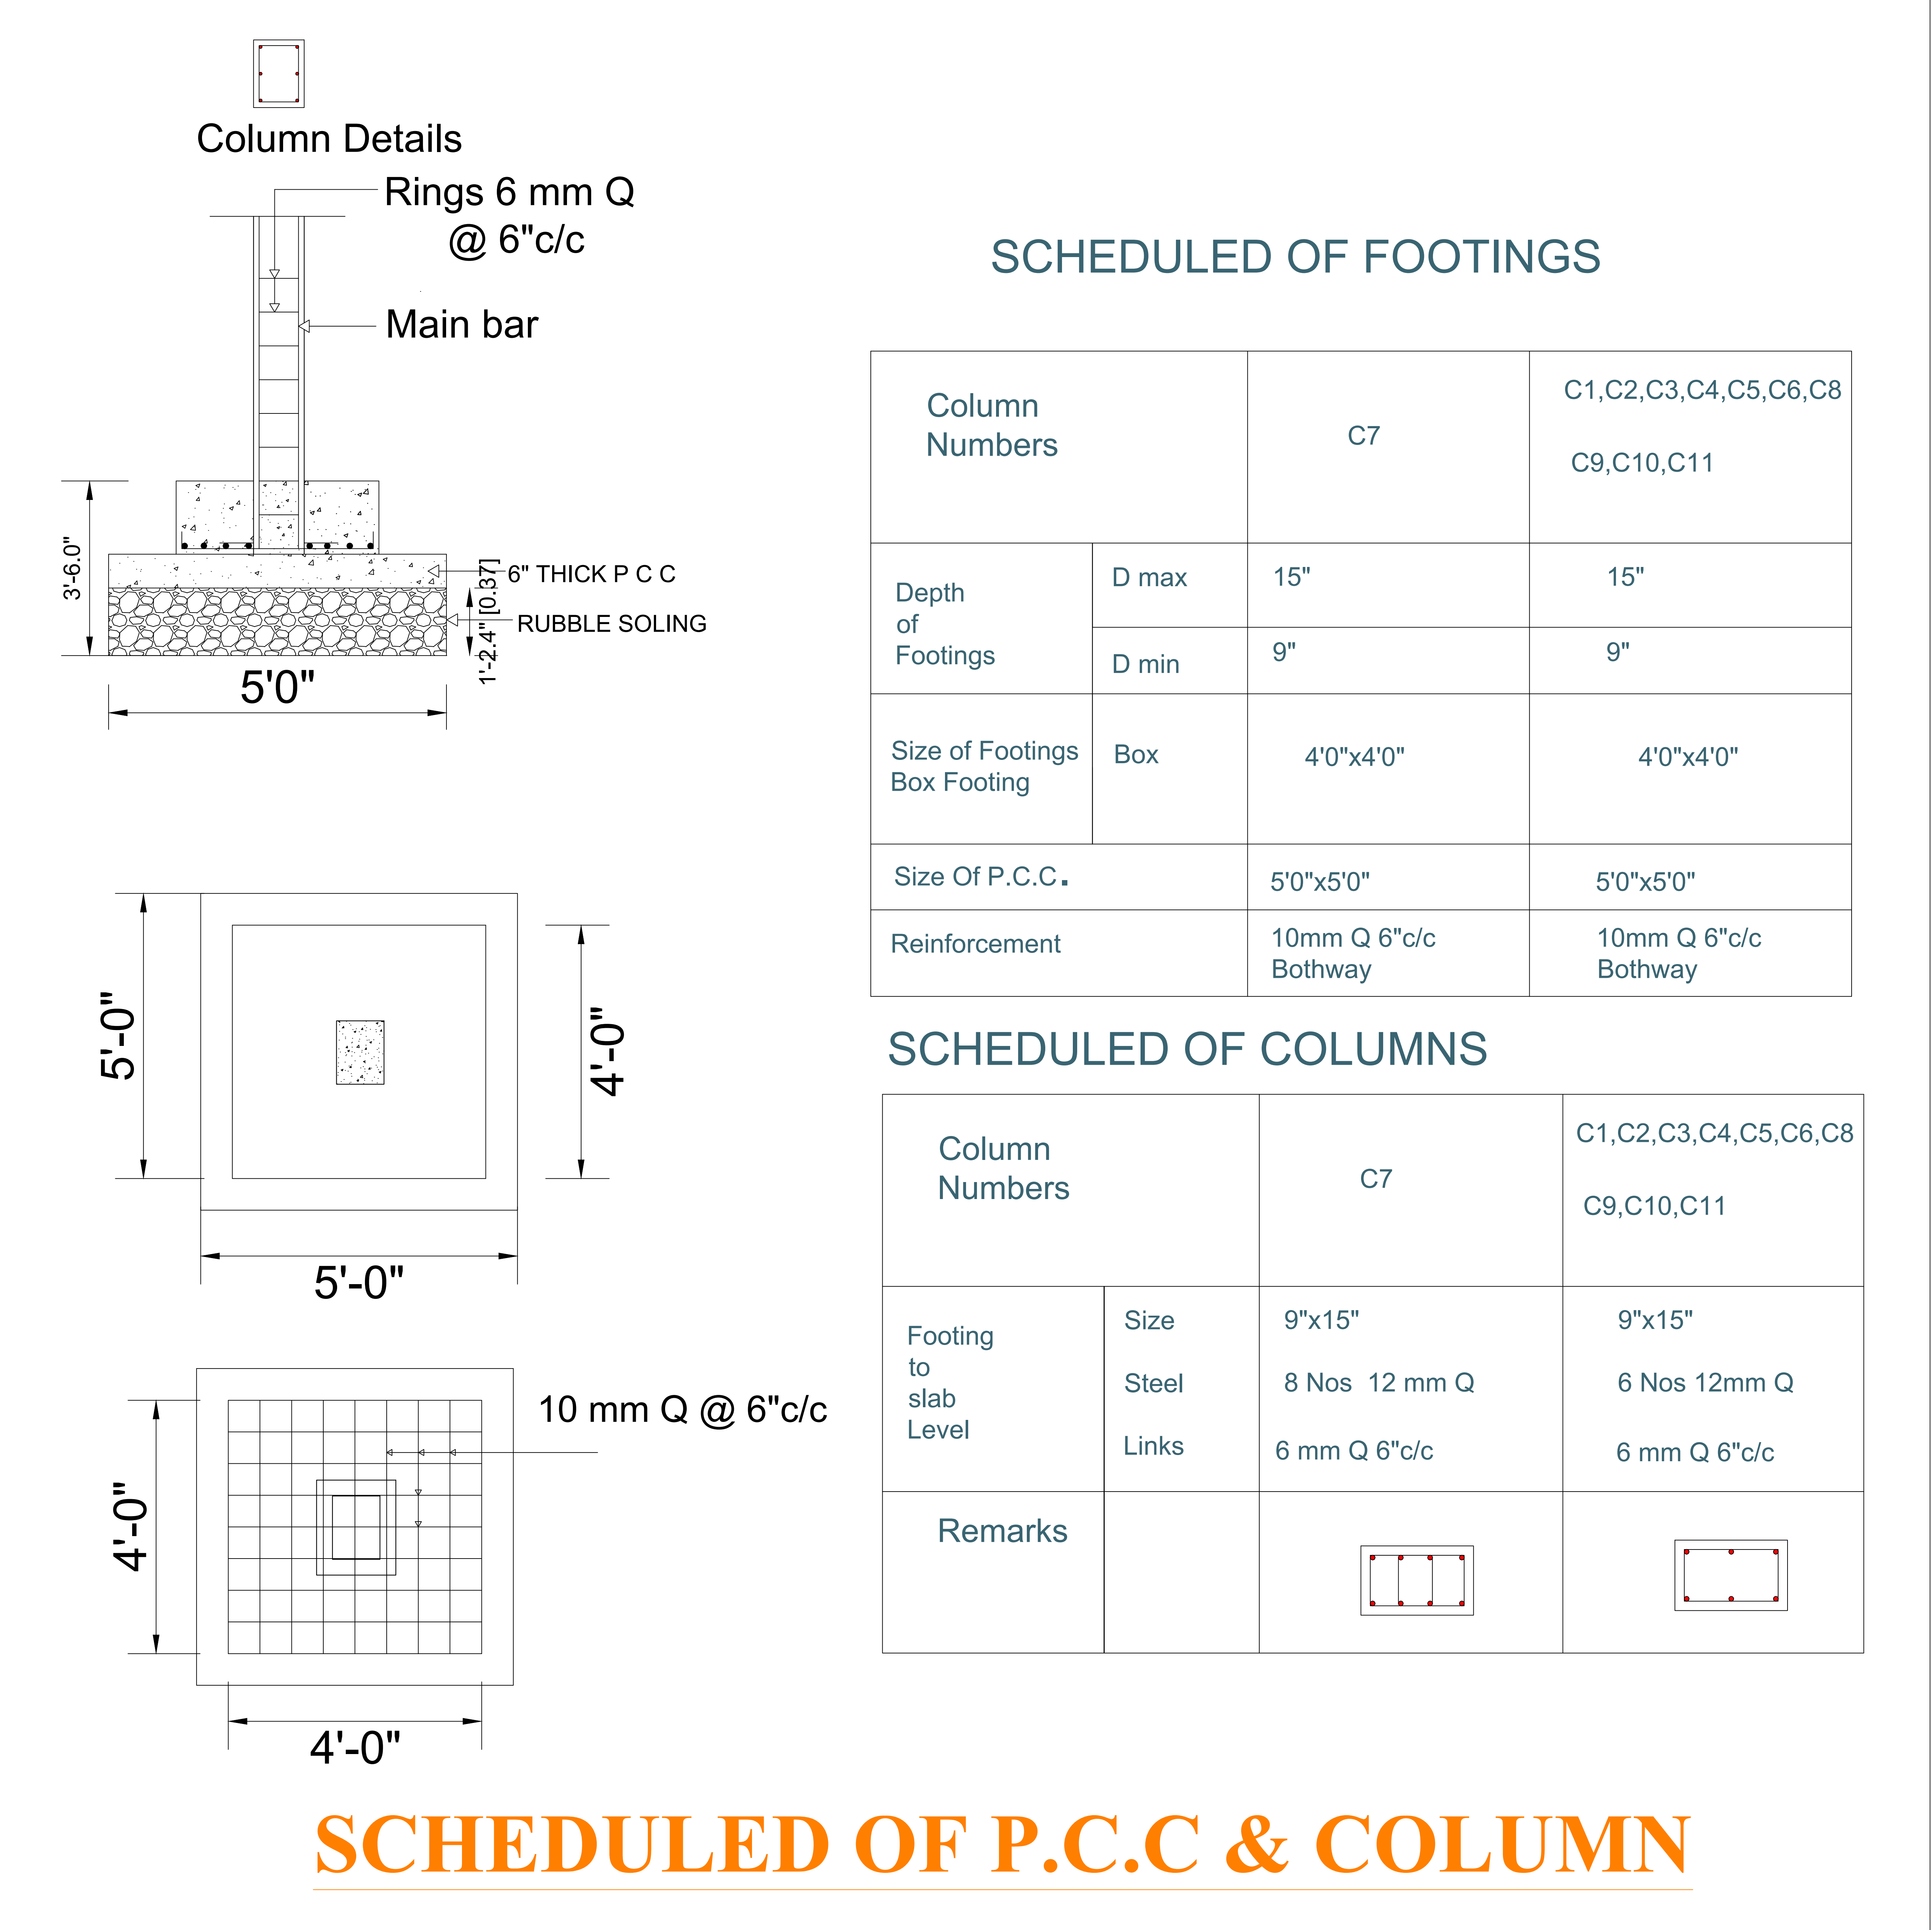 Column Details
Rings 6 mm Q
@ 6"c/c
Main bar
3'-6.0"
6" THICK P C C
RUBBLE SOLING
1'-2.4" [0.37]
5'0"
5'-0"
4'-0"
5'-0"
10 mm Q @ 6"c/c
4'-0"
4'-0"
SCHEDULED OF FOOTINGS
Column
Numbers
C7
C1,C2,C3,C4,C5,C6,C8
C9,C10,C11
Depth
of
Footings
D max
15"
15"
D min
9"
9"
Size of Footings
Box Footing
Box
4'0"x4'0"
4'0"x4'0"
Size Of P.C.C.
5'0"x5'0"
5'0"x5'0"
Reinforcement
10mm Q 6"c/c
Bothway
10mm Q 6"c/c
Bothway
SCHEDULED OF COLUMNS
Column
Numbers
C7
C1,C2,C3,C4,C5,C6,C8
C9,C10,C11
Footing
to
slab
Level
Size
9"x15"
9"x15"
Steel
8 Nos 12 mm Q
6 Nos 12mm Q
Links
6 mm Q 6"c/c
6 mm Q 6"c/c
Remarks
SCHEDULED OF P.C.C & COLUMN